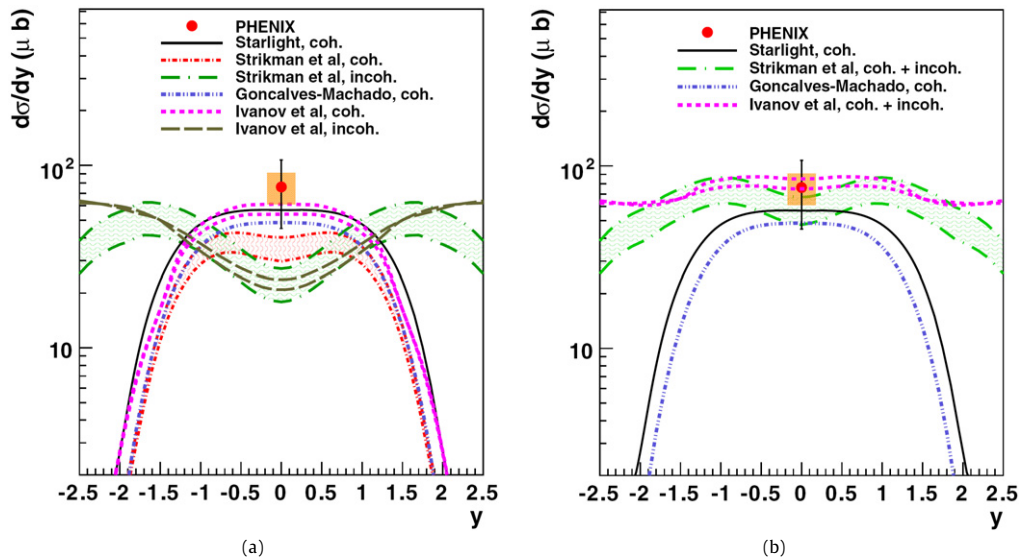 dσ/dy (μ b)
PHENIX
Starlight, coh.
Strikman et al, coh.
Strikman et al, incoh.
Goncalves-Machado, coh.
Ivanov et al, coh.
Ivanov et al, incoh.
10²
10
-2.5 -2 -1.5 -1 -0.5 0 0.5 1 1.5 2 2.5
y
(a)
dσ/dy (μ b)
PHENIX
Starlight, coh.
Strikman et al, coh. + incoh.
Goncalves-Machado, coh.
Ivanov et al, coh. + incoh.
10²
10
-2.5 -2 -1.5 -1 -0.5 0 0.5 1 1.5 2 2.5
y
(b)